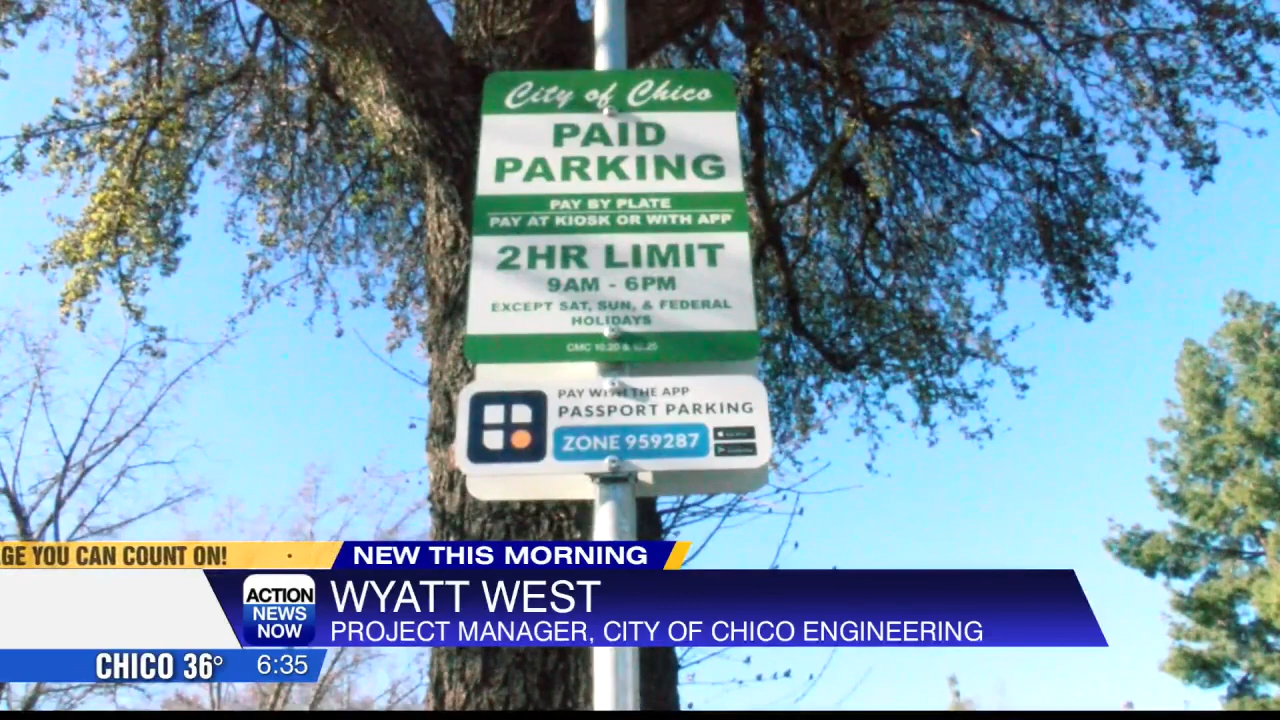 City of Chico
PAID
PARKING
PAY BY PLATE
PAY AT KIOSK OR WITH APP
2HR LIMIT
9AM - 6PM
EXCEPT SAT, SUN, & FEDERAL
HOLIDAYS
PAY WITH THE APP
PASSPORT PARKING
ZONE 959287
GE YOU CAN COUNT ON!
NEW THIS MORNING
ACTION
NEWS
NOW
WYATT WEST
PROJECT MANAGER, CITY OF CHICO ENGINEERING
CHICO 36° 6:35